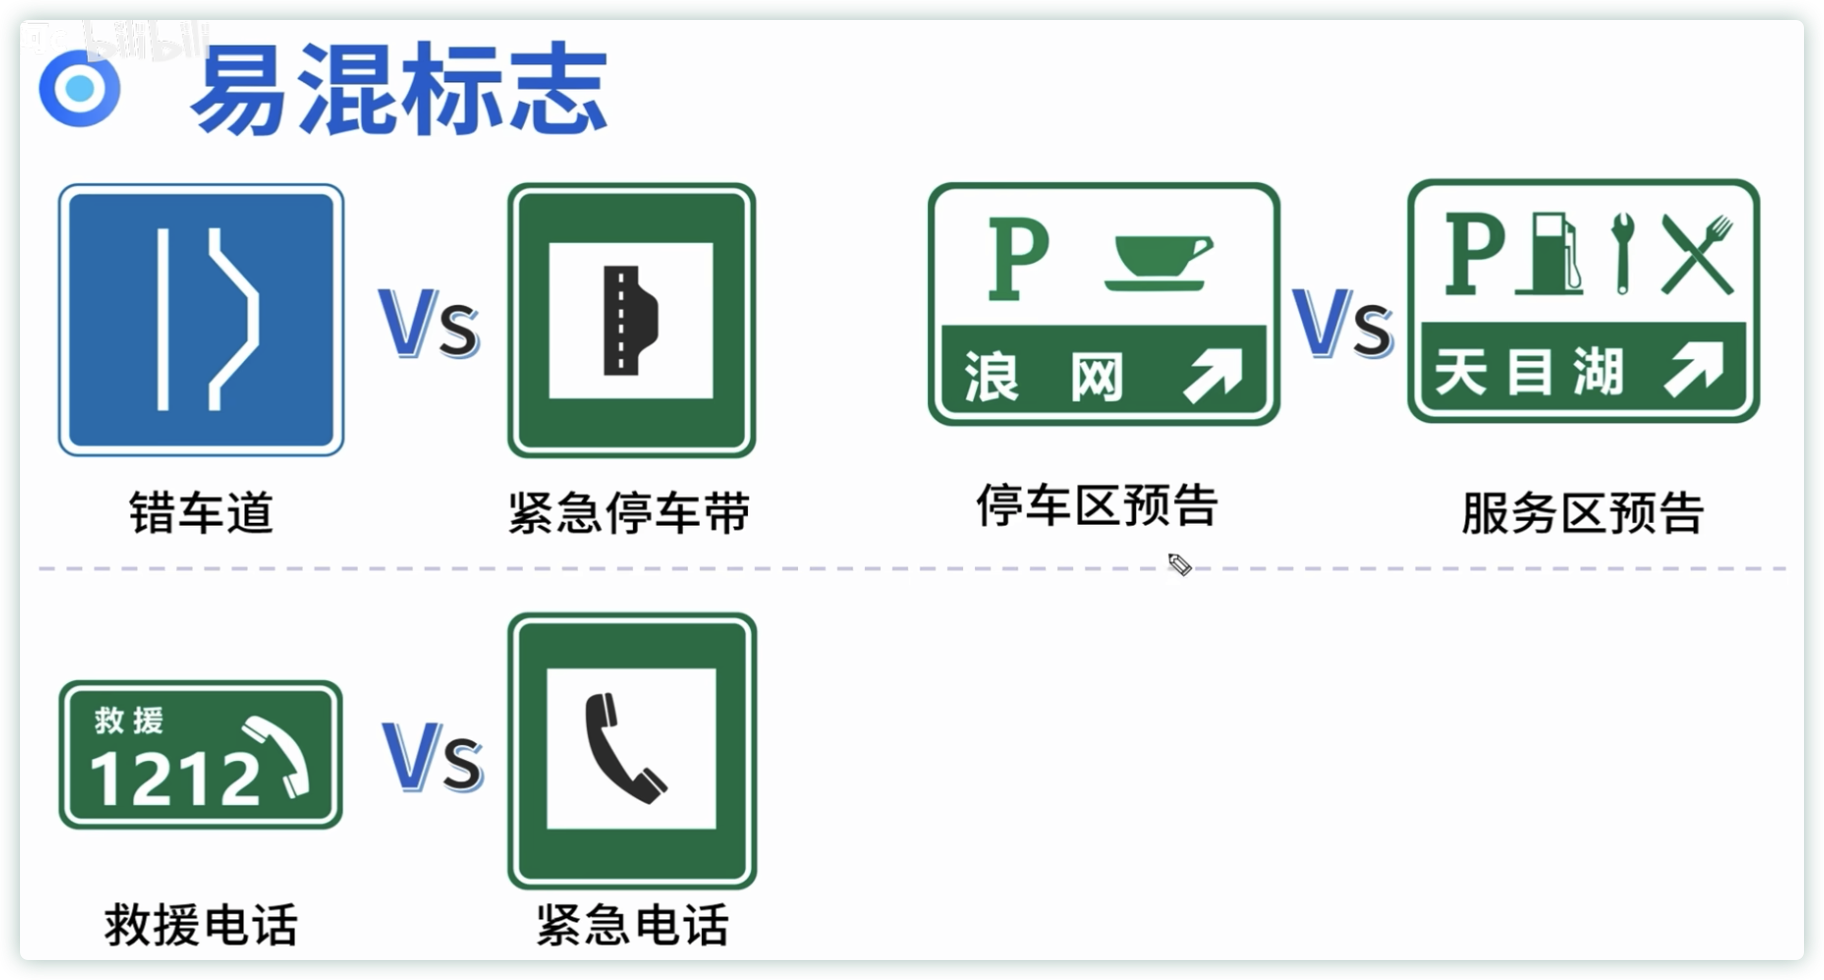 bilibili
易混标志
Vs
P
浪 网
Vs
P
天目湖
错车道
紧急停车带
停车区预告
服务区预告
救援
1212
Vs
救援电话
紧急电话